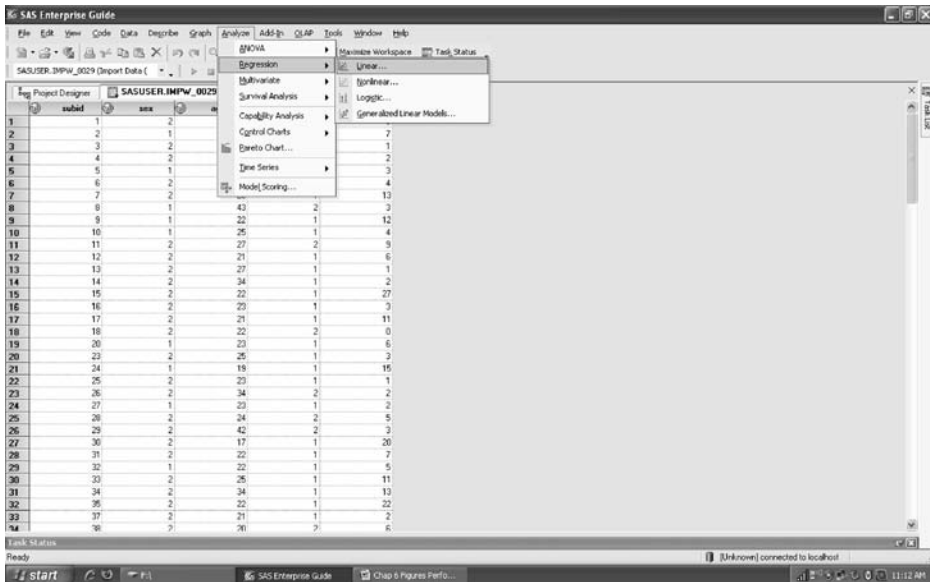 SAS Enterprise Guide
File Edit View Code Data Describe Graph Analyze Add-In OLAP Tools Window Help
Maximize Workspace Task Status
SASUSER.IMPW_0029 (Import Data (
Project Designer SASUSER.IMPW_0029
Task List
ANOVA
Regression
Multivariate
Survival Analysis
Capability Analysis
Control Charts
Pareto Chart...
Time Series
Model Scoring...
Linear...
Nonlinear...
Logistic...
Generalized Linear Models...
subid sex
1 1 2
2 2 1 7
3 3 2 1
4 4 2 2
5 5 1 3
6 6 2 4
7 7 2 13
8 8 1 43 2 3
9 9 1 22 1 12
10 10 1 25 1 4
11 11 2 27 2 9
12 12 2 21 1 6
13 13 2 27 1 1
14 14 2 34 1 2
15 15 2 22 1 27
16 16 2 23 1 3
17 17 2 21 1 11
18 18 2 22 2 0
19 20 1 23 1 6
20 23 2 25 1 3
21 24 1 19 1 15
22 25 2 23 1 1
23 26 2 34 2 2
24 27 1 23 1 2
25 28 2 24 2 5
26 29 2 42 2 3
27 30 2 17 1 20
28 31 2 22 1 7
29 32 1 22 1 5
30 33 2 25 1 11
31 34 2 34 1 13
32 35 2 22 1 22
33 37 2 21 1 2
34 38 2 20 2 6
Task Status
Ready
[Unknown] connected to localhost
start F:\ SAS Enterprise Guide Chap 6 Figures Perfo... 11:12 AM